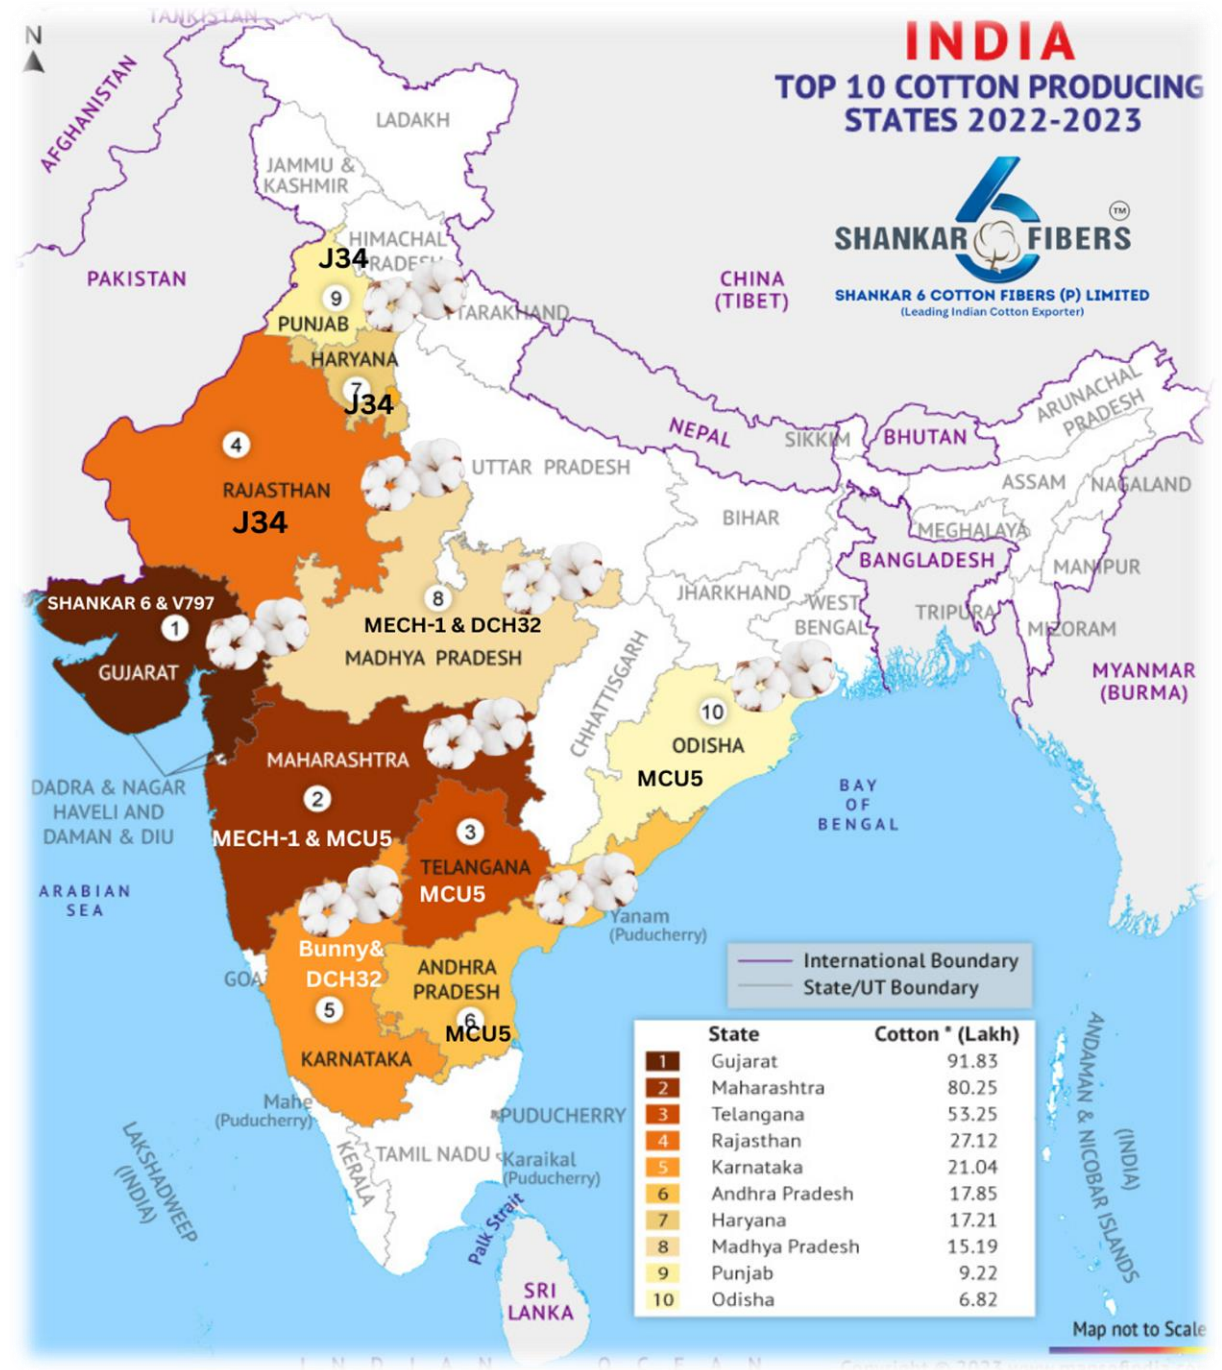 TANKISTAN
N
INDIA
TOP 10 COTTON PRODUCING
STATES 2022-2023
AFGHANISTAN
LADAKH
JAMMU &
KASHMIR
6
TM
SHANKAR FIBERS
SHANKAR 6 COTTON FIBERS (P) LIMITED
(Leading Indian Cotton Exporter)
HIMACHAL
PRADESH
J34
PAKISTAN
CHINA
(TIBET)
9
PUNJAB
TARAKHAND
HARYANA
7
J34
NEPAL
SIKKIM
BHUTAN
ARUNACHAL
PRADESH
4
RAJASTHAN
J34
UTTAR PRADESH
BIHAR
ASSAM
NAGALAND
MEGHALAYA
BANGLADESH
MANIPUR
SHANKAR 6 & V797
1
GUJARAT
8
MECH-1 & DCH32
MADHYA PRADESH
JHARKHAND
WEST
BENGAL
TRIPURA
MIZORAM
MYANMAR
(BURMA)
CHHATTISGARH
10
ODISHA
MCU5
DADRA & NAGAR
HAVELI AND
DAMAN & DIU
MAHARASHTRA
2
MECH-1 & MCU5
3
TELANGANA
MCU5
BAY
OF
BENGAL
ARABIAN
SEA
Yanam
(Puducherry)
GOA
Bunny&
DCH32
5
KARNATAKA
ANDHRA
PRADESH
6
MCU5
International Boundary
State/UT Boundary
State Cotton * (Lakh)
1 Gujarat 91.83
2 Maharashtra 80.25
3 Telangana 53.25
4 Rajasthan 27.12
5 Karnataka 21.04
6 Andhra Pradesh 17.85
7 Haryana 17.21
8 Madhya Pradesh 15.19
9 Punjab 9.22
10 Odisha 6.82
Mahe
(Puducherry)
PUDUCHERRY
LAKSHADWEEP
(INDIA)
KERALA
TAMIL NADU
Karaikal
(Puducherry)
Palk Strait
SRI
LANKA
ANDAMAN & NICOBAR ISLANDS
(INDIA)
Map not to Scale
INDIAN OCEAN